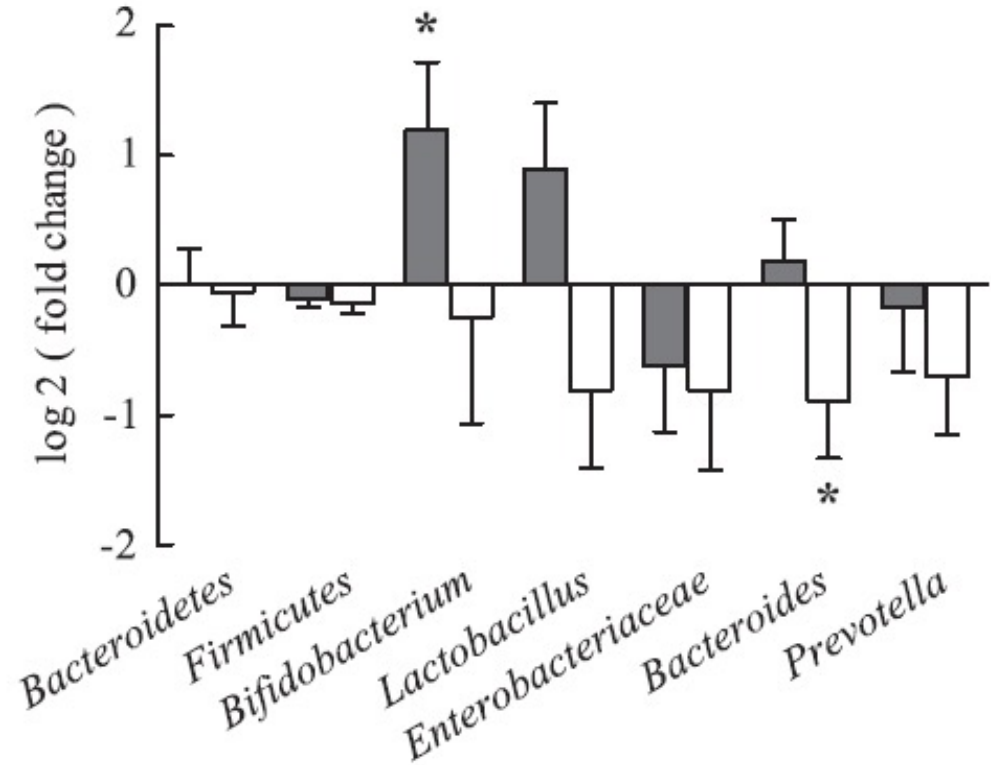 2
1
0
-1
-2
log 2 ( fold change )
*
*
Bacteroidetes
Firmicutes
Bifidobacterium
Lactobacillus
Enterobacteriaceae
Bacteroides
Prevotella